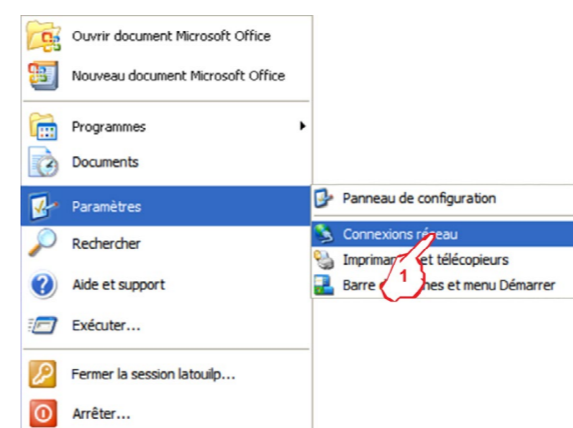 Ouvrir document Microsoft Office
Nouveau document Microsoft Office
Programmes
Documents
Paramètres
Rechercher
Aide et support
Exécuter...
Fermer la session latouilp...
Arrêter...
Panneau de configuration
Connexions réseau
et télécopieurs
Barre et menu Démarrer
1